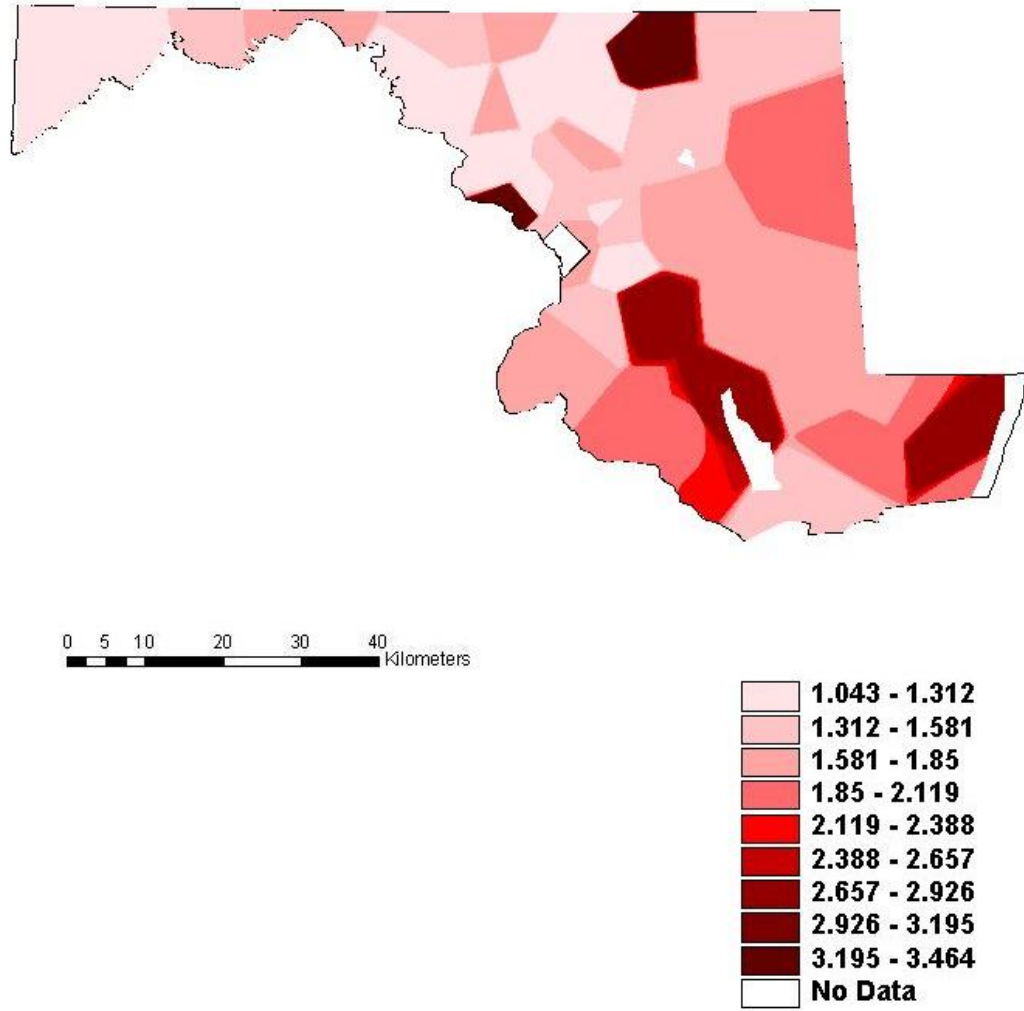 0 5 10 20 30 40
Kilometers
1.043 - 1.312
1.312 - 1.581
1.581 - 1.85
1.85 - 2.119
2.119 - 2.388
2.388 - 2.657
2.657 - 2.926
2.926 - 3.195
3.195 - 3.464
No Data